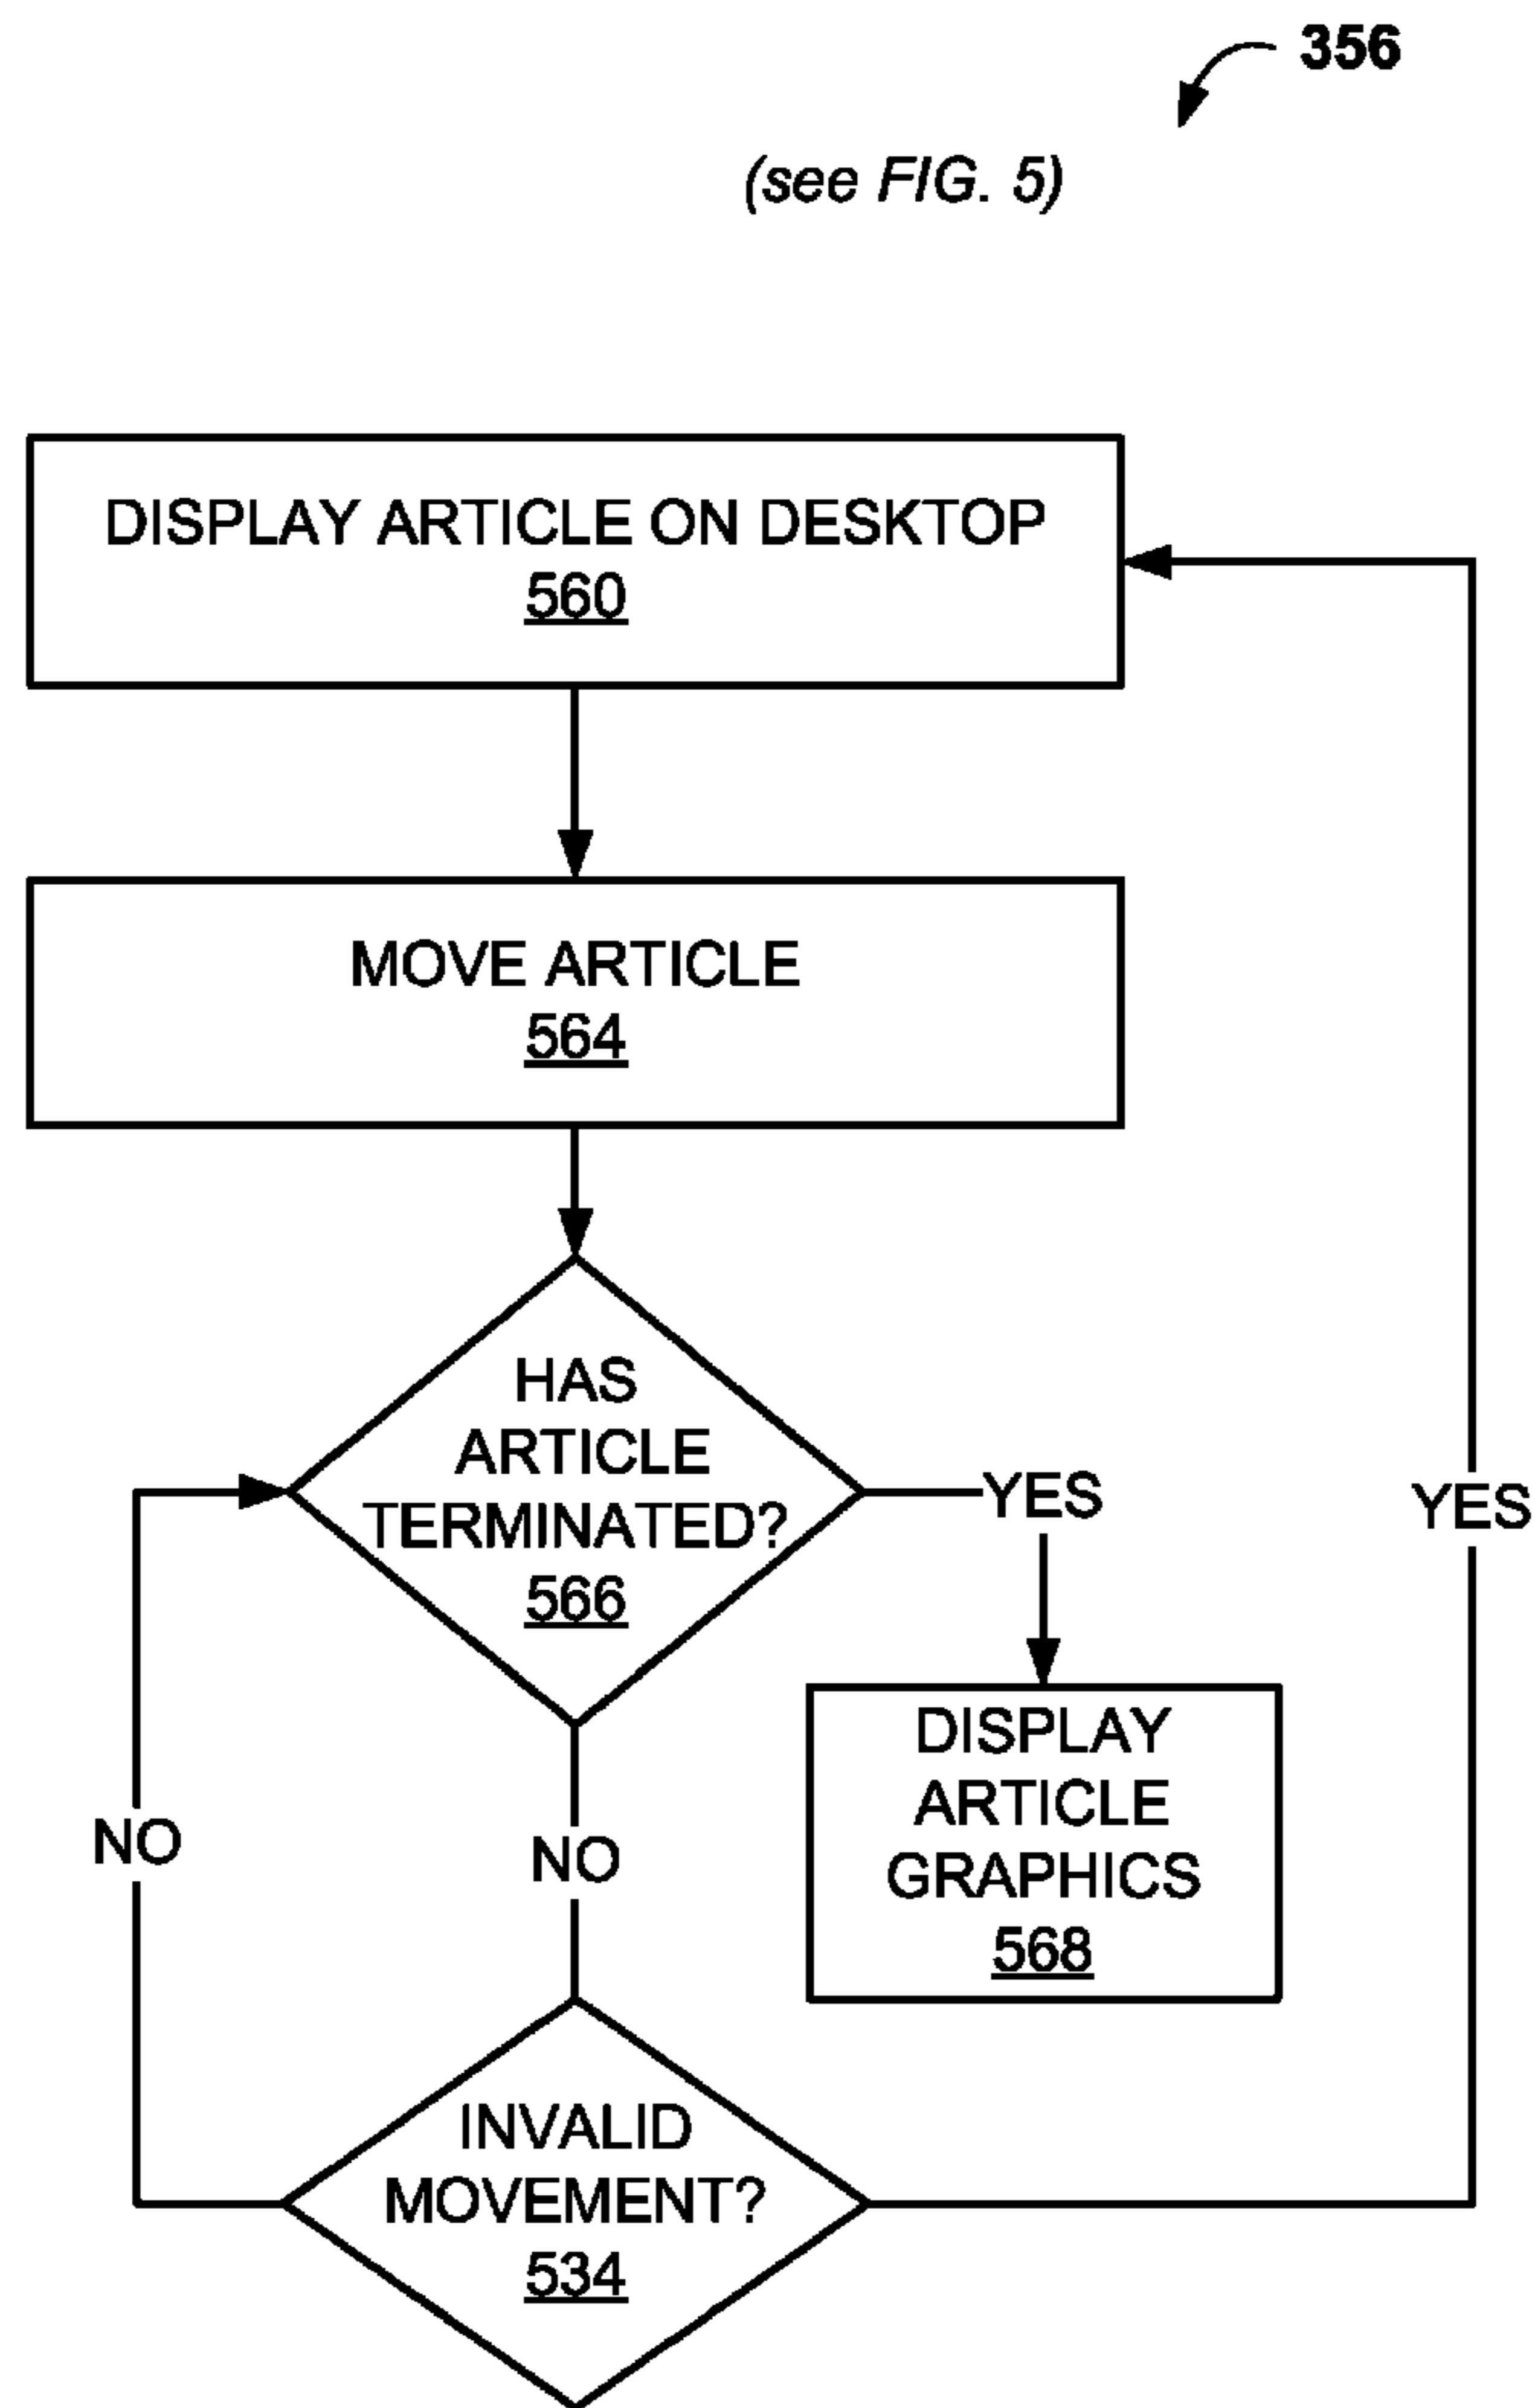 356
(see FIG. 5)
DISPLAY ARTICLE ON DESKTOP
560
MOVE ARTICLE
564
HAS
ARTICLE
TERMINATED?
566
YES
YES
DISPLAY
ARTICLE
GRAPHICS
568
NO
NO
INVALID
MOVEMENT?
534